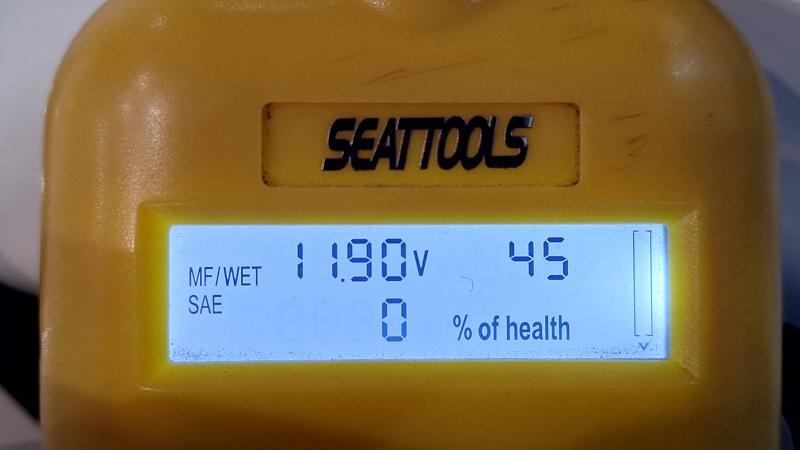 SEATTOOLS
MF/WET 11.90V 45
SAE 0 % of health